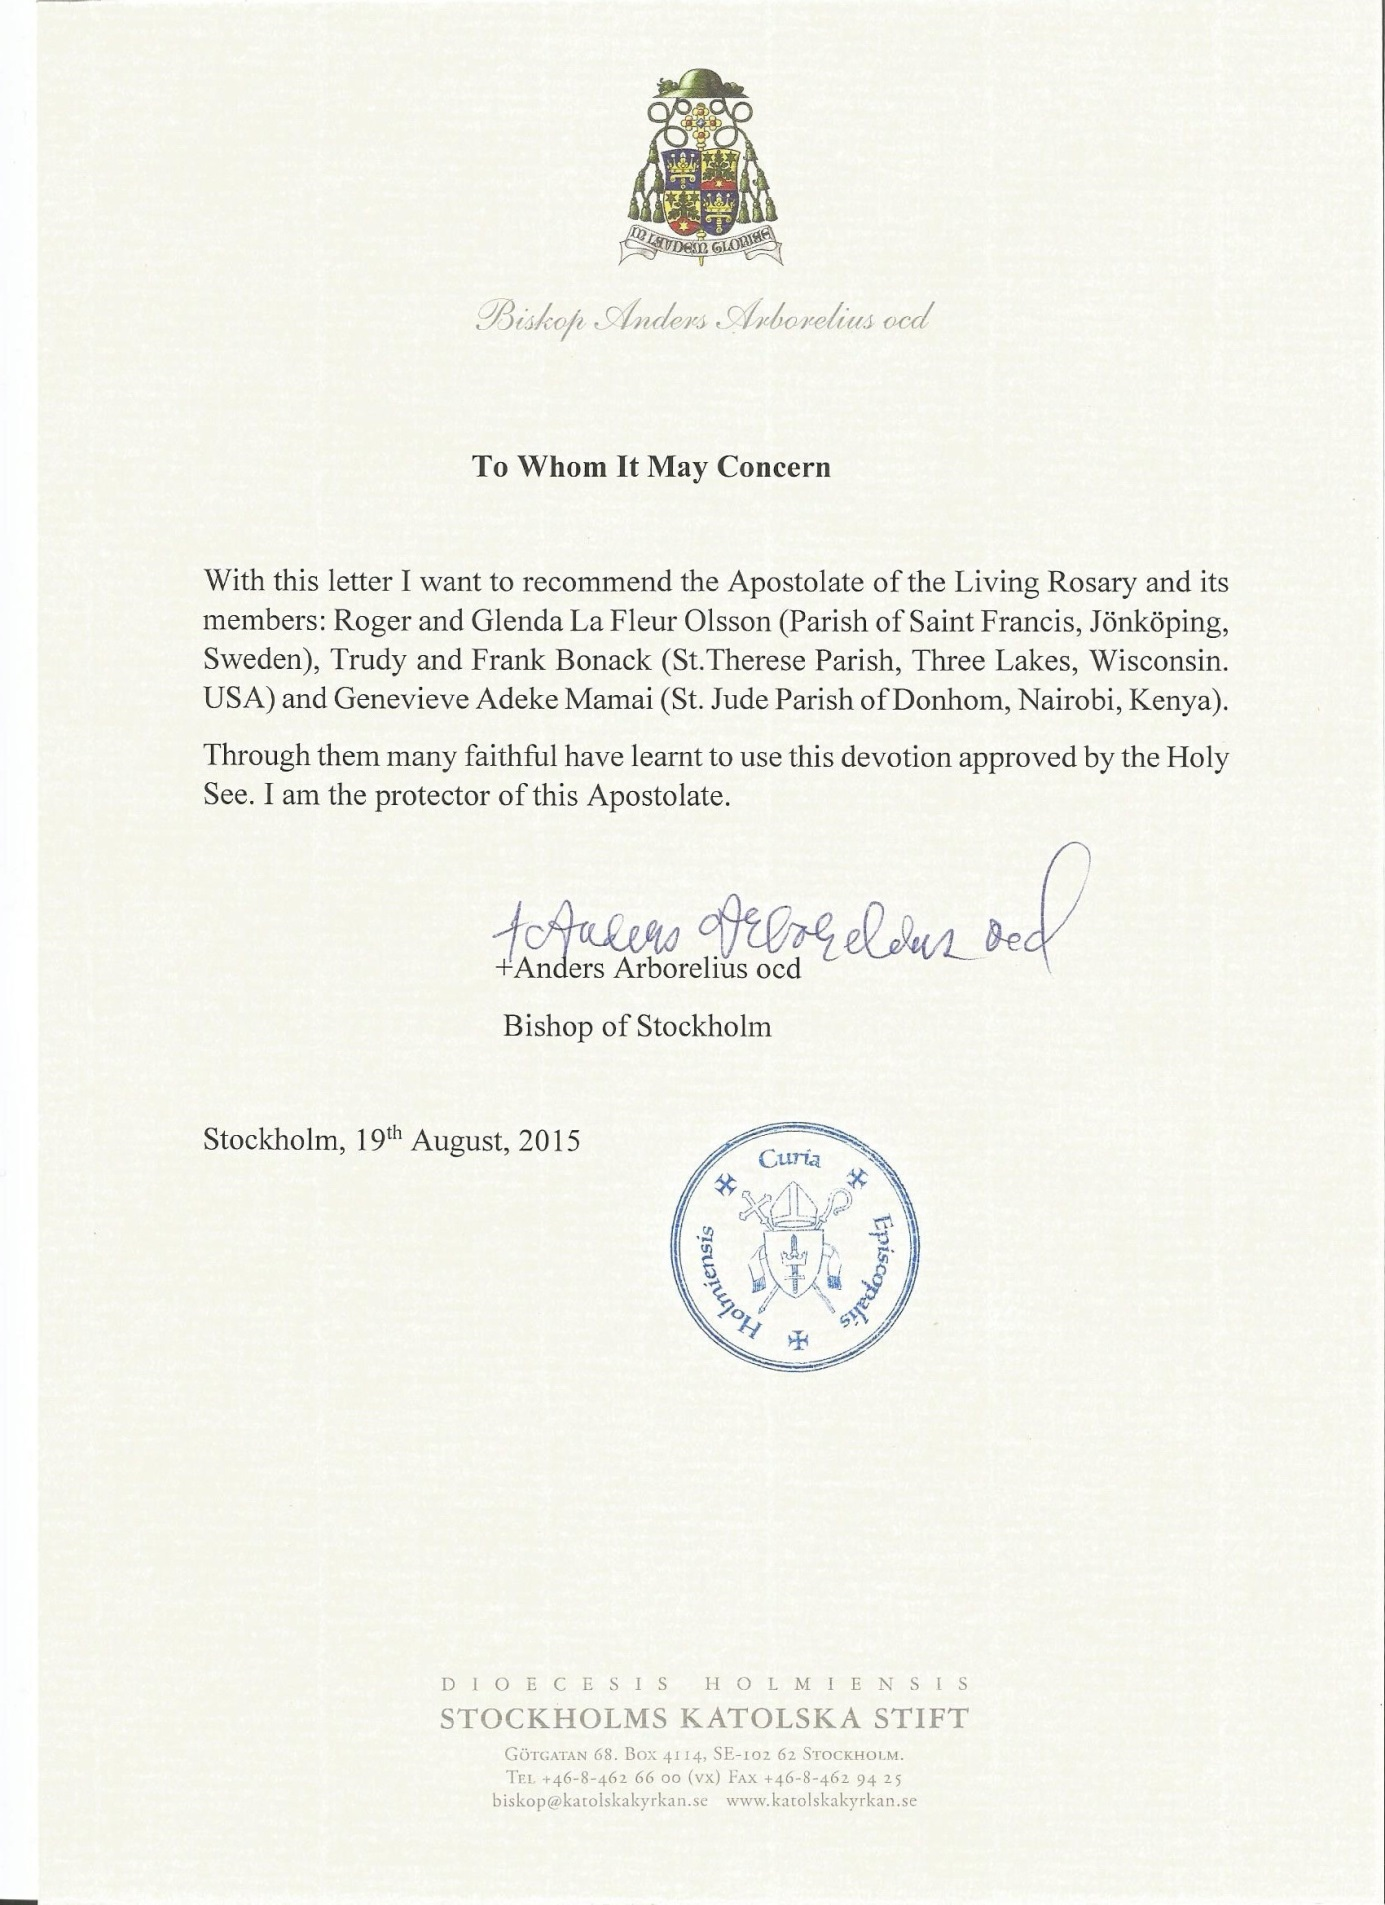 IN LAUDEM GLORIAE
Biskop Anders Arborelius ocd
To Whom It May Concern
With this letter I want to recommend the Apostolate of the Living Rosary and its
members: Roger and Glenda La Fleur Olsson (Parish of Saint Francis, Jönköping,
Sweden), Trudy and Frank Bonack (St.Therese Parish, Three Lakes, Wisconsin.
USA) and Genevieve Adeke Mamai (St. Jude Parish of Donhom, Nairobi, Kenya).
Through them many faithful have learnt to use this devotion approved by the Holy
See. I am the protector of this Apostolate.
+Anders Arborelius ocd
+Anders Arborelius ocd
Bishop of Stockholm
Stockholm, 19th August, 2015
Curia
Episcopalis
Holmiensis
DIOECESIS HOLMIENSIS
STOCKHOLMS KATOLSKA STIFT
GÖTGATAN 68. BOX 4114, SE-102 62 STOCKHOLM.
TEL +46-8-462 66 00 (VX) FAX +46-8-462 94 25
biskop@katolskakyrkan.se www.katolskakyrkan.se